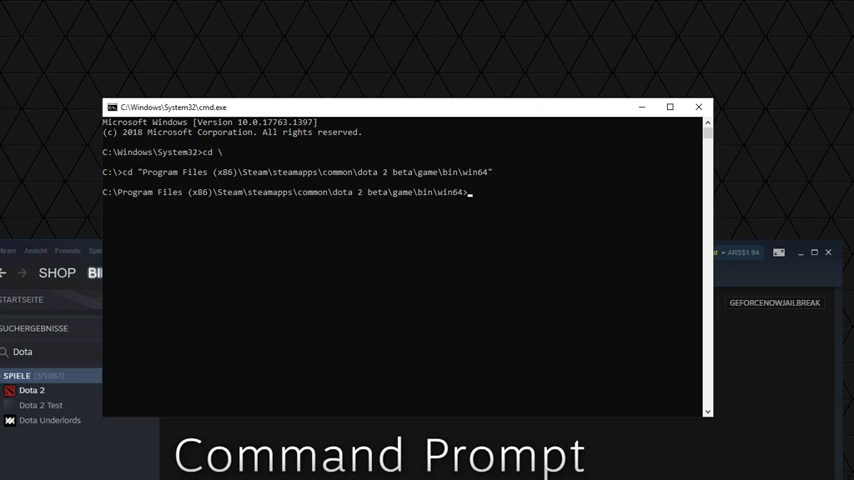 C:\Windows\System32\cmd.exe
Microsoft Windows [Version 10.0.17763.1397]
(c) 2018 Microsoft Corporation. All rights reserved.
C:\Windows\System32>cd \
C:\>cd "Program Files (x86)\Steam\steamapps\common\dota 2 beta\game\bin\win64"
C:\Program Files (x86)\Steam\steamapps\common\dota 2 beta\game\bin\win64>
Ansicht Freunde
ARS$1.94
SHOP
STARTSEITE
GEFORCENOWJAILBREAK
SUCHERGEBNISSE
Dota
SPIELE (3/1067)
Dota 2
Dota 2 Test
Dota Underlords
Command Prompt